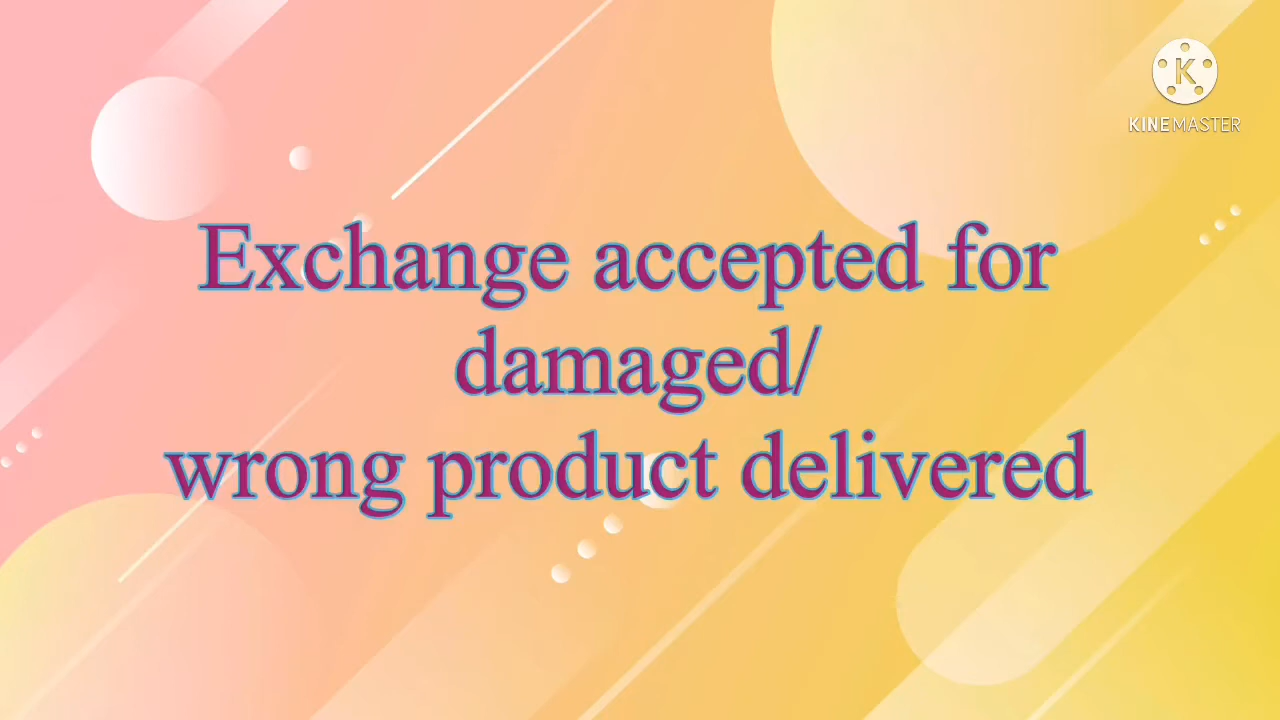 K
KINEMASTER
Exchange accepted for
damaged/
wrong product delivered